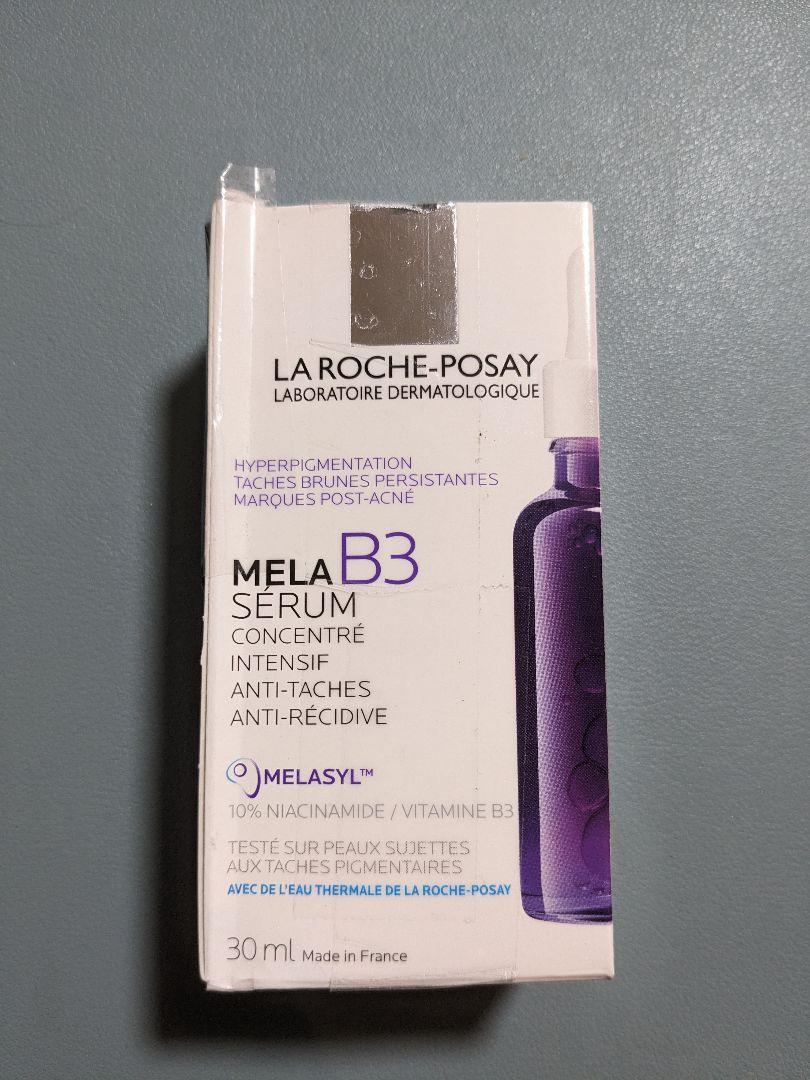 LA ROCHE-POSAY
LABORATOIRE DERMATOLOGIQUE
HYPERPIGMENTATION
TACHES BRUNES PERSISTANTES
MARQUES POST-ACNÉ
MELA B3
SÉRUM
CONCENTRÉ
INTENSIF
ANTI-TACHES
ANTI-RÉCIDIVE
MELASYL™
10% NIACINAMIDE / VITAMINE B3
TESTÉ SUR PEAUX SUJETTES
AUX TACHES PIGMENTAIRES
AVEC DE L'EAU THERMALE DE LA ROCHE-POSAY
30 ml Made in France